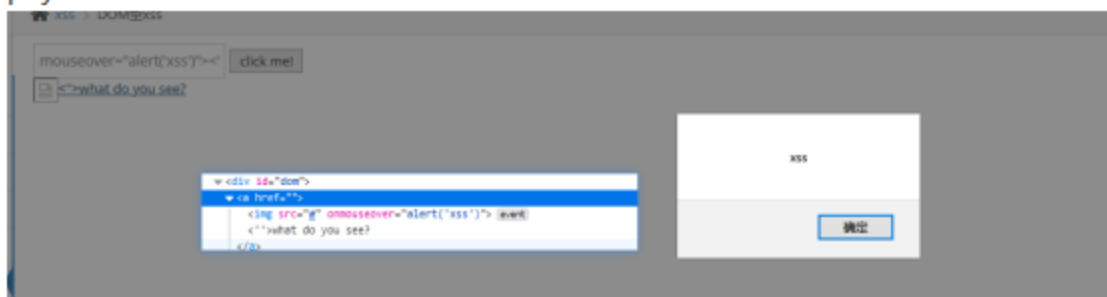 xss > DOM型xss
mouseover="alert('xss')"><'
click me!
<'">what do you see?
xss
确定
<div id="dom">
<a href="">
<img src="#" onmouseover="alert('xss')"> event
<'">what do you see?
</a>